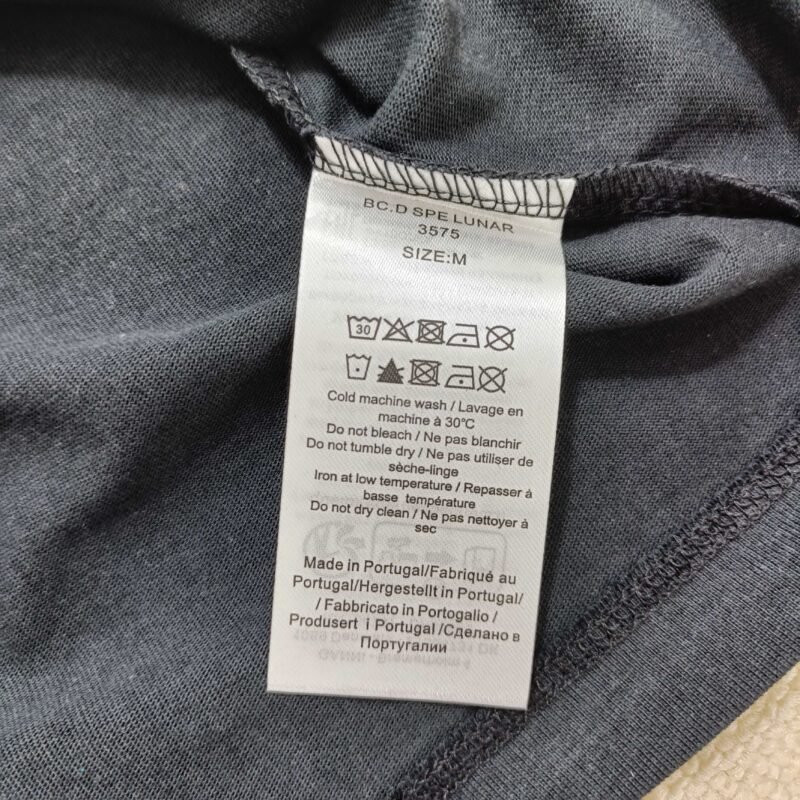 BC.D SPE LUNAR
3575
SIZE:M
30
Cold machine wash / Lavage en
machine à 30°C
Do not bleach / Ne pas blanchir
Do not tumble dry / Ne pas utiliser de
sèche-linge
Iron at low temperature / Repasser à
basse température
Do not dry clean / Ne pas nettoyer à
sec
Made in Portugal/Fabriqué au
Portugal/Hergestellt in Portugal/
/ Fabbricato in Portogalio /
Produsert i Portugal /Сделано в
Португалии